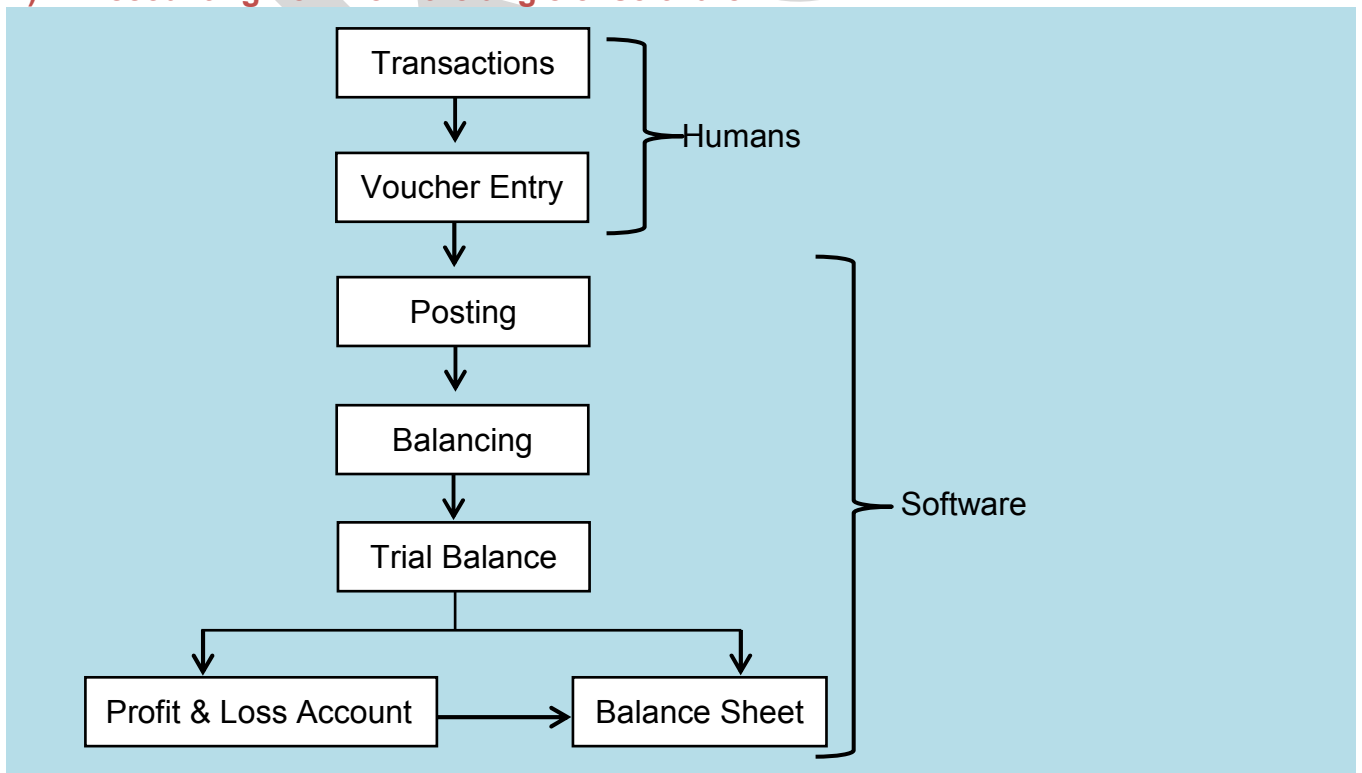 Transactions
Humans
Voucher Entry
Posting
Balancing
Software
Trial Balance
Profit & Loss Account
Balance Sheet